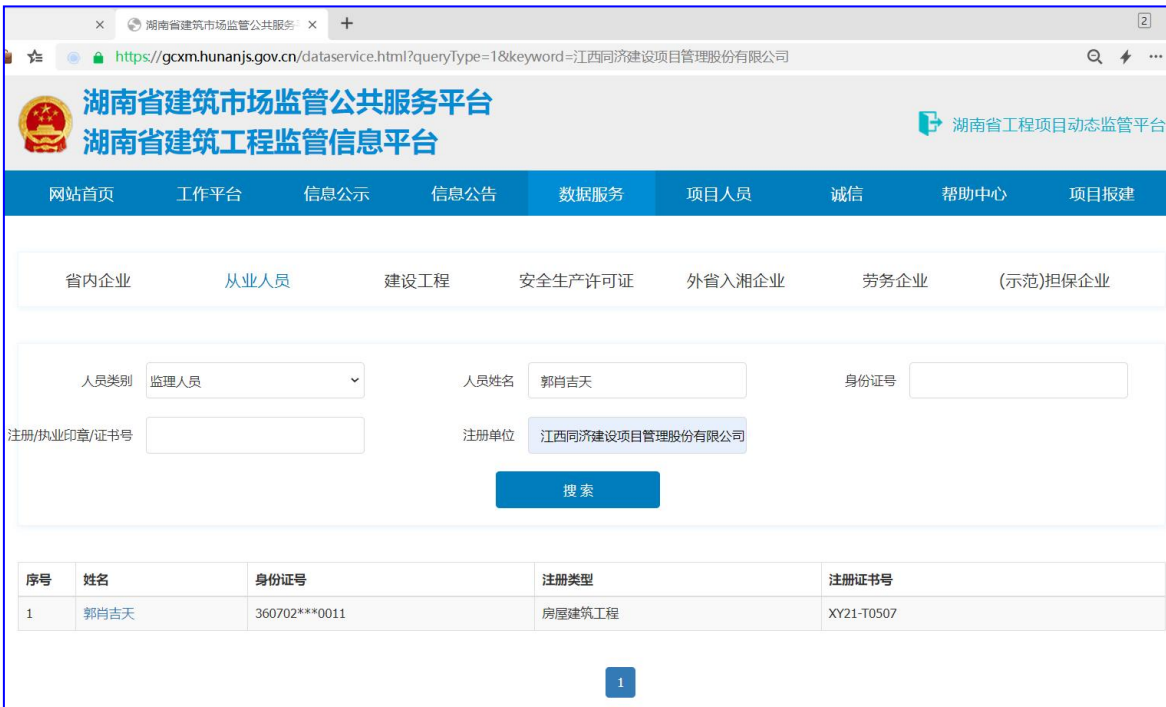 湖南省建筑市场监管公共服务
2
https://gcxm.hunanjs.gov.cn/dataservice.html?queryType=1&keyword=江西同济建设项目管理股份有限公司
湖南省建筑市场监管公共服务平台
湖南省建筑工程监管信息平台
湖南省工程项目动态监管平台
网站首页 工作平台 信息公示 信息公告 数据服务 项目人员 诚信 帮助中心 项目报建
省内企业 从业人员 建设工程 安全生产许可证 外省入湘企业 劳务企业 (示范)担保企业
人员类别 监理人员 人员姓名 郭肖吉天 身份证号
注册/执业印章/证书号 注册单位 江西同济建设项目管理股份有限公司
搜索
序号 姓名 身份证号 注册类型 注册证书号
1 郭肖吉天 360702***0011 房屋建筑工程 XY21-T0507
1